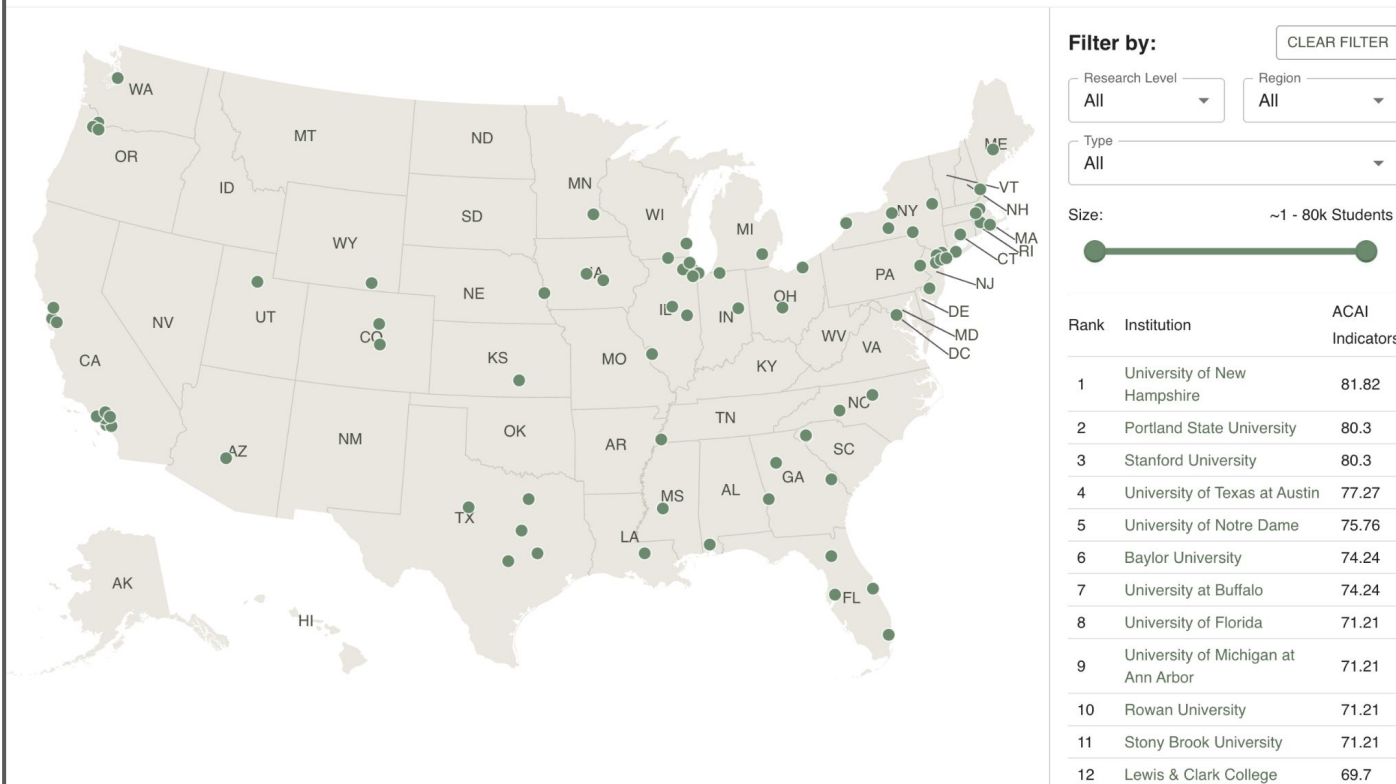 WA
MT
ND
OR
MN
ID
SD
WI
MI
NY
ME
VT
NH
MA
RI
CT
WY
NE
IA
PA
NJ
NV
UT
CO
IL
IN
OH
DE
MD
DC
CA
KS
MO
WV
VA
KY
AZ
NM
OK
AR
TN
NC
SC
MS
AL
GA
TX
LA
FL
AK
HI
Filter by:
CLEAR FILTER
Research Level
Region
All
All
Type
All
Size:
~1 - 80k Students
Rank Institution ACAI
Indicators
1 University of New
Hampshire 81.82
2 Portland State University 80.3
3 Stanford University 80.3
4 University of Texas at Austin 77.27
5 University of Notre Dame 75.76
6 Baylor University 74.24
7 University at Buffalo 74.24
8 University of Florida 71.21
9 University of Michigan at
Ann Arbor 71.21
10 Rowan University 71.21
11 Stony Brook University 71.21
12 Lewis & Clark College 69.7